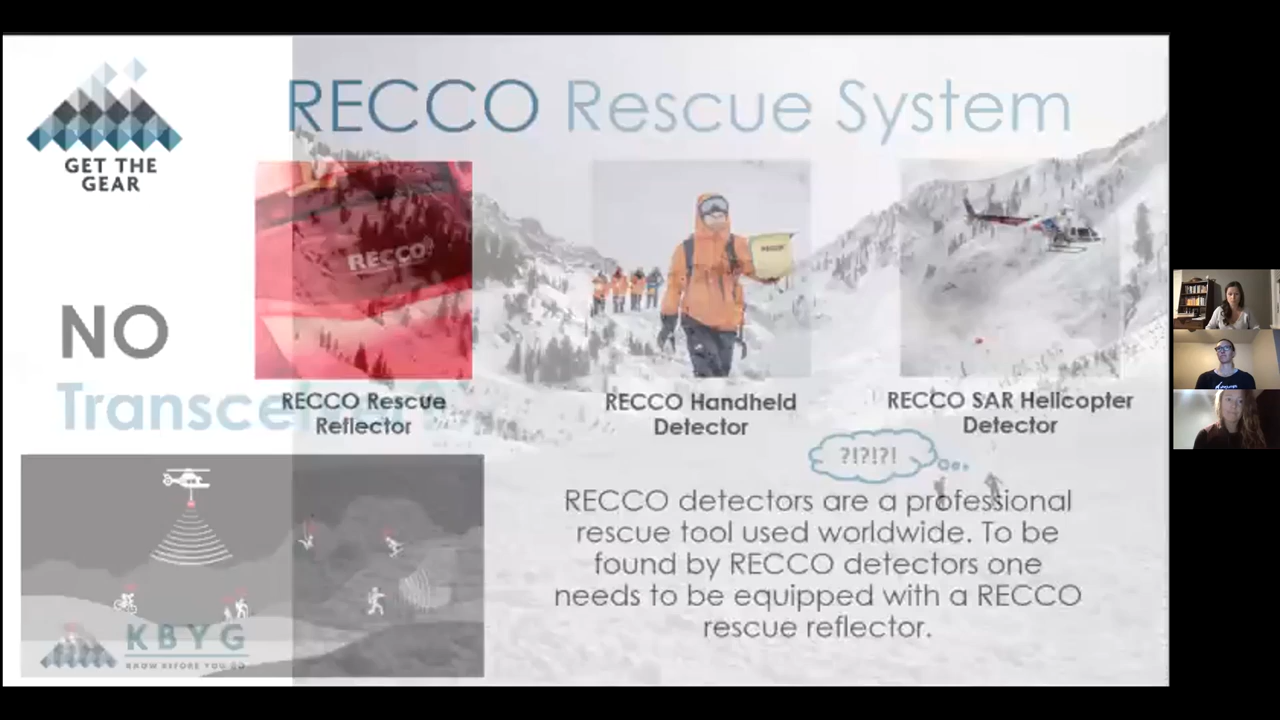 GET THE
GEAR
RECCO Rescue System
RECCO
RECCO
NO
Transceiver
RECCO Rescue
Reflector
RECCO Handheld
Detector
RECCO SAR Helicopter
Detector
?!?!?!
RECCO detectors are a professional
rescue tool used worldwide. To be
found by RECCO detectors one
needs to be equipped with a RECCO
rescue reflector.
KBYG
KNOW BEFORE YOU GO